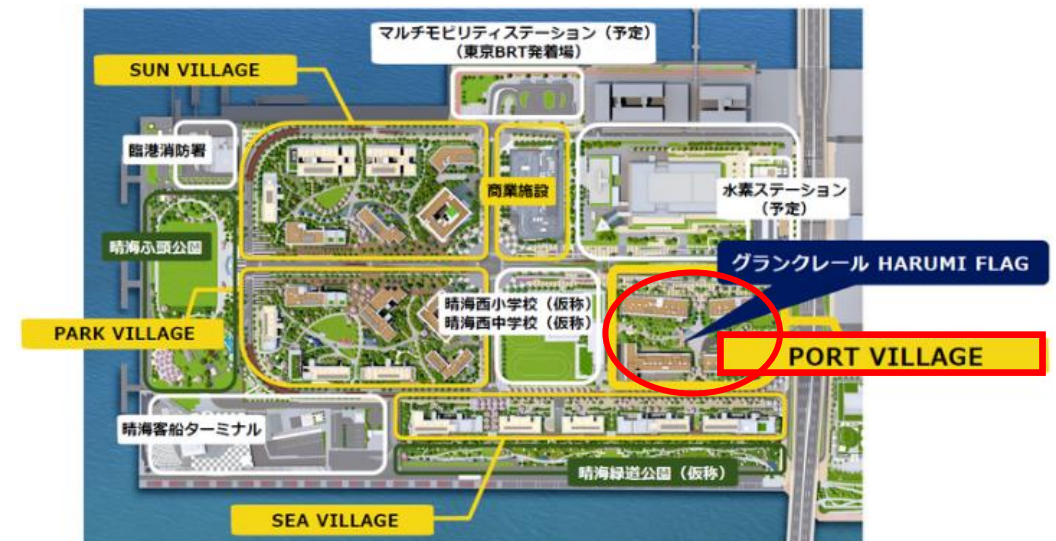 マルチモビリティステーション（予定）
（東京BRT発着場）
SUN VILLAGE
臨港消防署
商業施設
水素ステーション
（予定）
晴海ふ頭公園
グランクレール HARUMI FLAG
晴海西小学校（仮称）
晴海西中学校（仮称）
PARK VILLAGE
PORT VILLAGE
晴海客船ターミナル
晴海緑道公園（仮称）
SEA VILLAGE